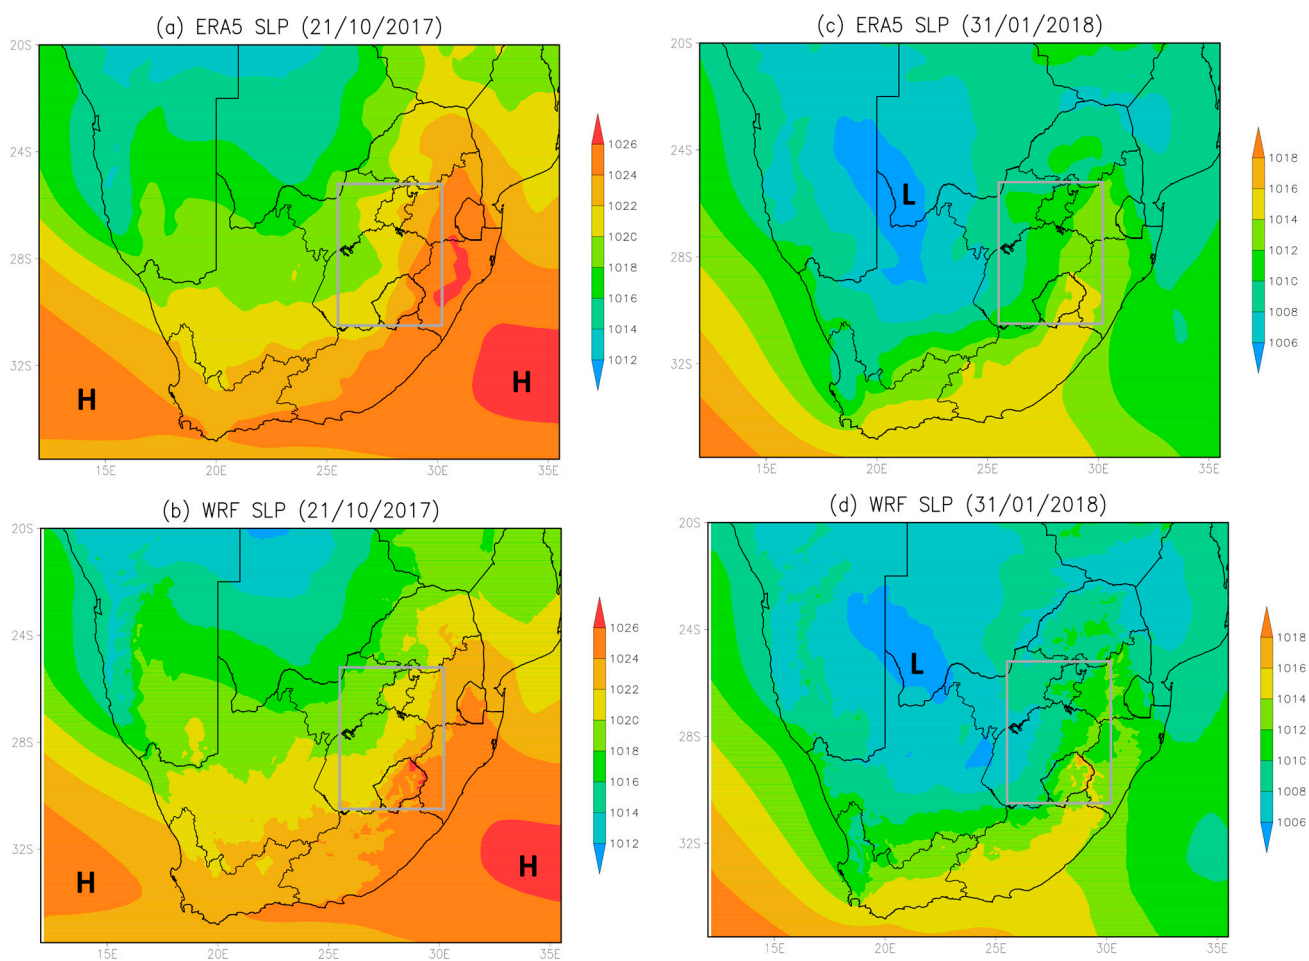 (a) ERA5 SLP (21/10/2017)
20S
24S
28S
32S
15E
20E
25E
30E
35E
H
H
1026
1024
1022
1020
1018
1016
1014
1012
(c) ERA5 SLP (31/01/2018)
20S
24S
28S
32S
15E
20E
25E
30E
35E
L
1018
1016
1014
1012
1010
1008
1006
(b) WRF SLP (21/10/2017)
20S
24S
28S
32S
15E
20E
25E
30E
35E
H
H
1026
1024
1022
1020
1018
1016
1014
1012
(d) WRF SLP (31/01/2018)
20S
24S
28S
32S
15E
20E
25E
30E
35E
L
1018
1016
1014
1012
1010
1008
1006